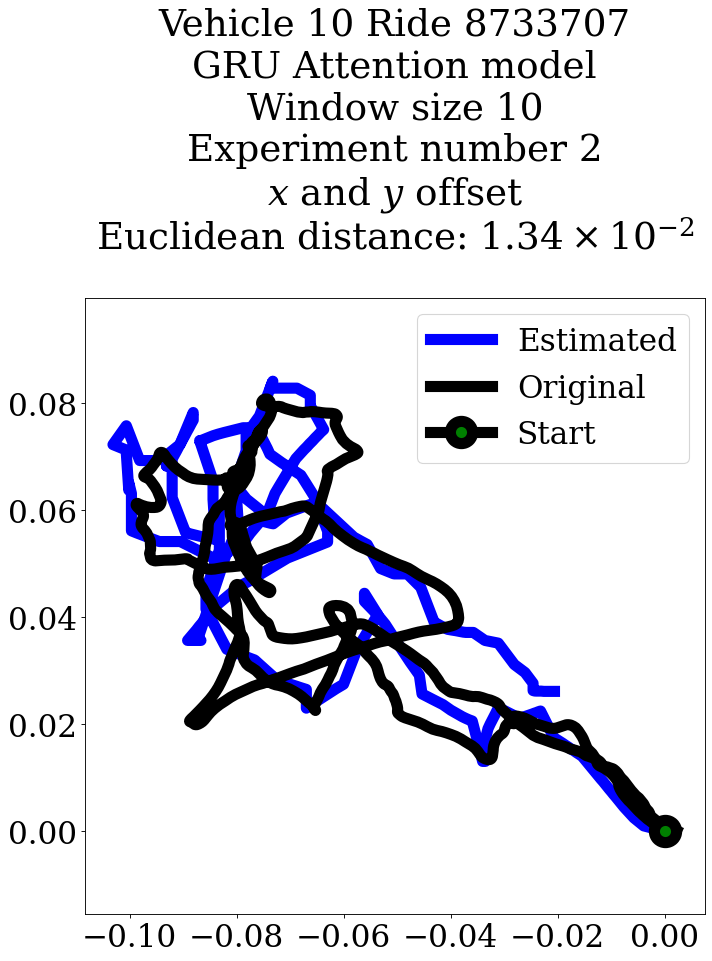 Vehicle 10 Ride 8733707
GRU Attention model
Window size 10
Experiment number 2
x and y offset
Euclidean distance: 1.34 × 10⁻²
Estimated
Original
Start
0.08
0.06
0.04
0.02
0.00
−0.10 −0.08 −0.06 −0.04 −0.02 0.00